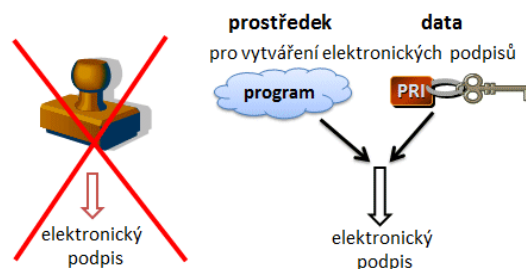 prostředek data
pro vytváření elektronických podpisů
program
PRI
elektronický
podpis
elektronický
podpis